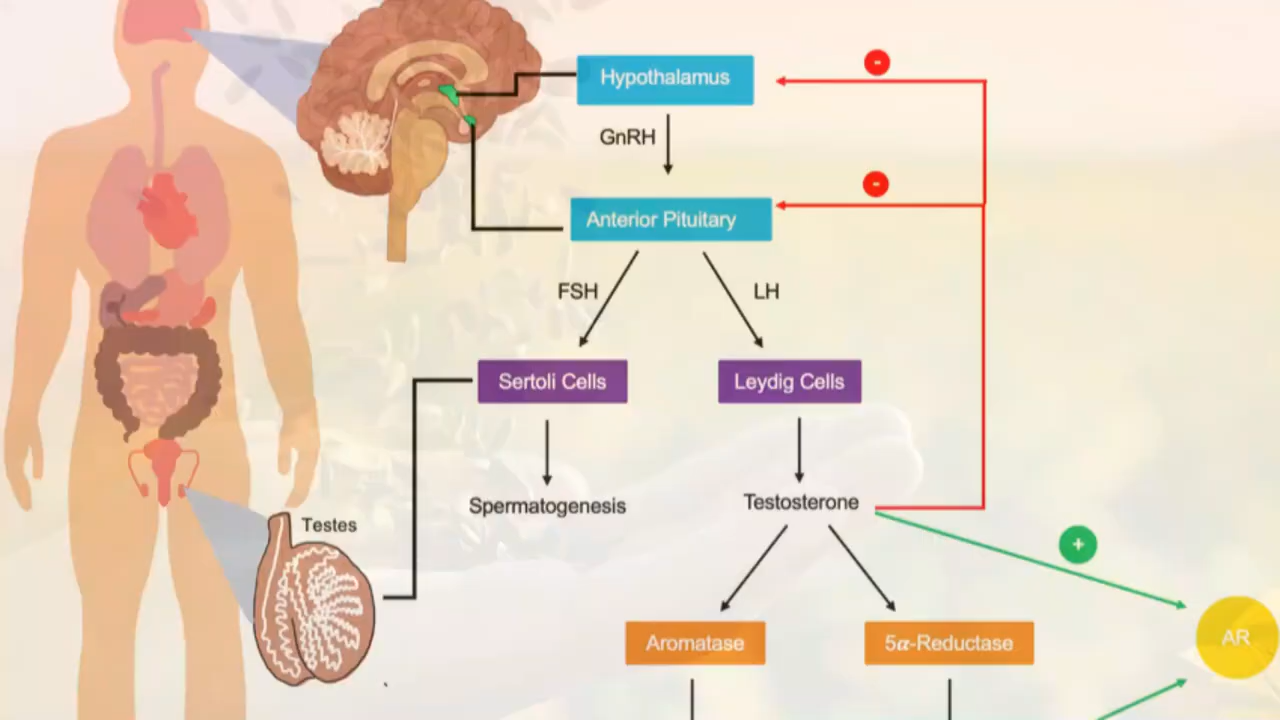 -
Hypothalamus
GnRH
-
Anterior Pituitary
FSH
LH
Sertoli Cells
Leydig Cells
Spermatogenesis
Testosterone
Testes
+
Aromatase
5α-Reductase
AR